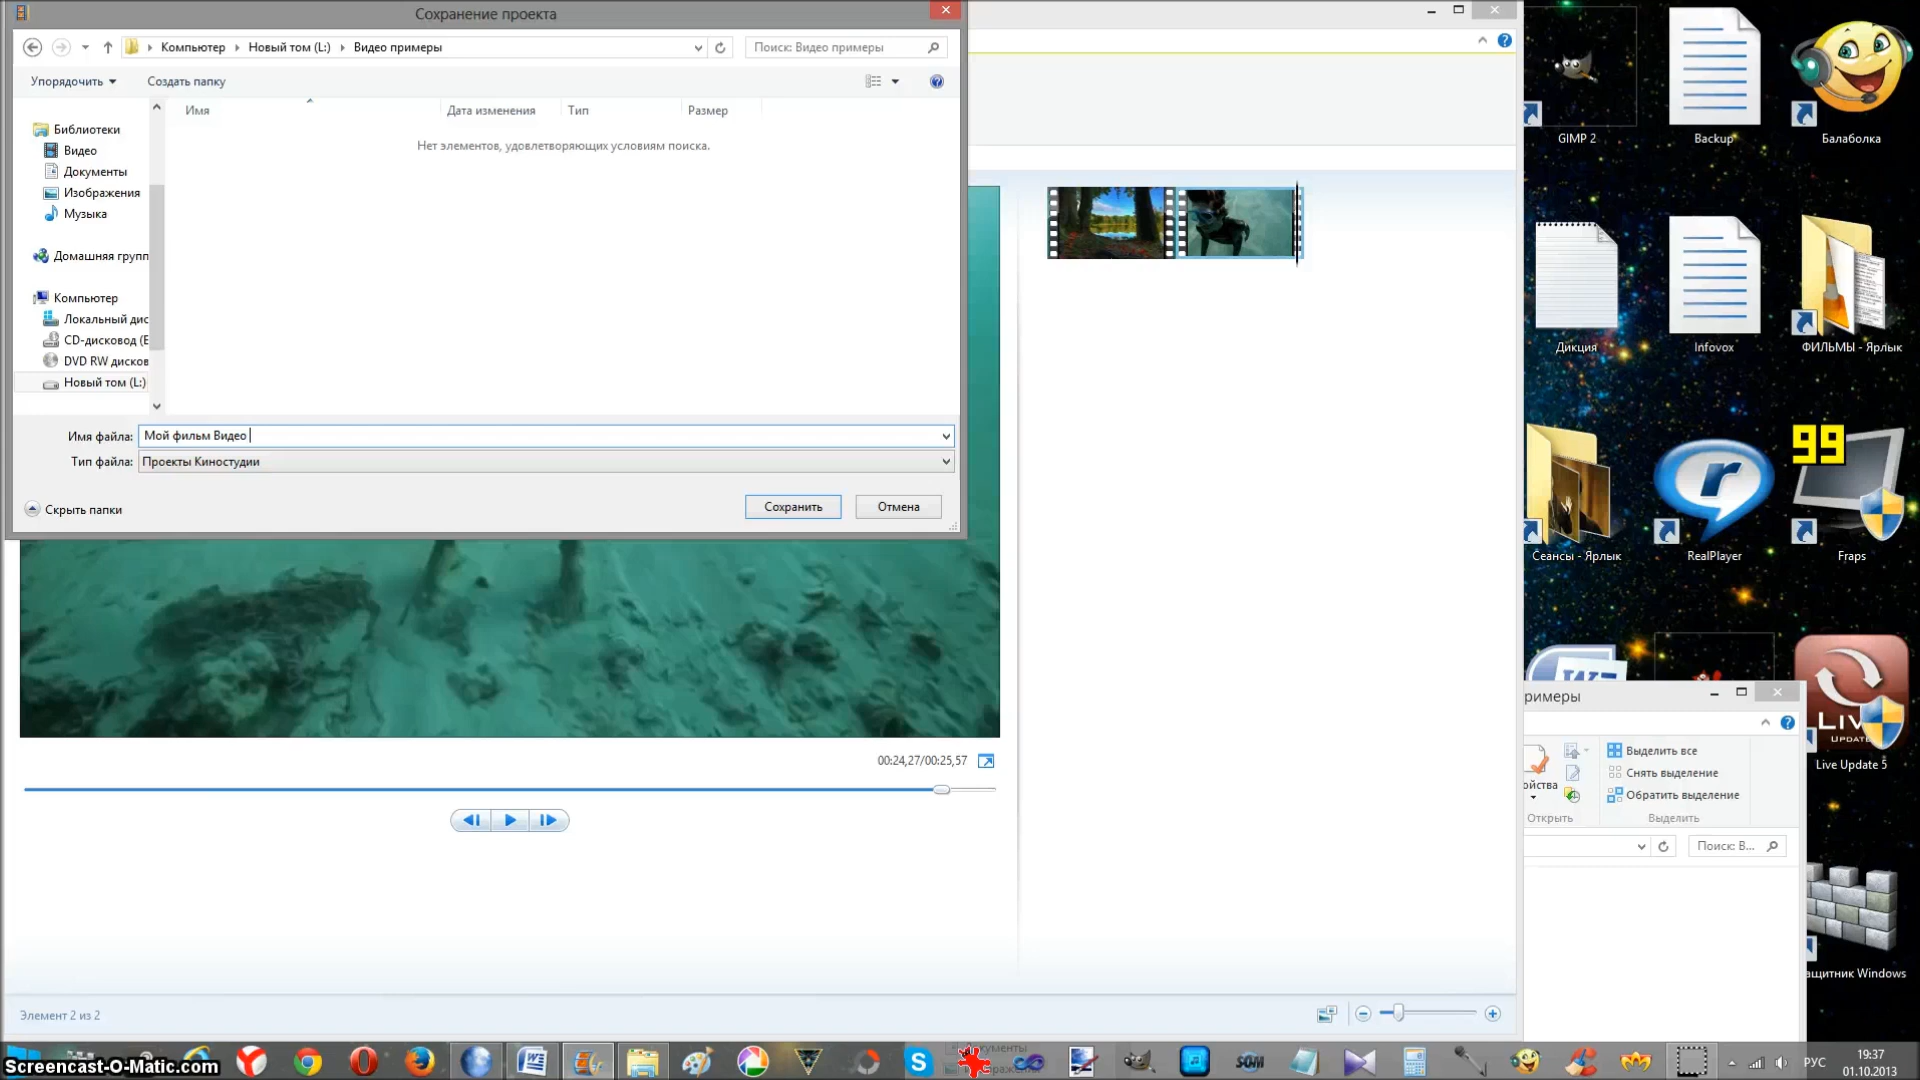 Сохранение проекта
Компьютер
Новый том (L:)
Видео примеры
Поиск: Видео примеры
Упорядочить
Создать папку
Имя
Дата изменения
Тип
Размер
Нет элементов, удовлетворяющих условиям поиска.
Библиотеки
Видео
Документы
Изображения
Музыка
Домашняя групп
Компьютер
Локальный дис
CD-дисковод (E
DVD RW дисков
Новый том (L:)
Имя файла:
Мой фильм Видео
Тип файла:
Проекты Киностудии
Скрыть папки
Сохранить
Отмена
00:24,27/00:25,57
Элемент 2 из 2
GIMP 2
Backup
Балаболка
Дикция
Infovox
ФИЛЬМЫ - Ярлык
99
Сеансы - Ярлык
RealPlayer
Fraps
LIV
UPDATE
Live Update 5
римеры
Выделить все
Снять выделение
Обратить выделение
ойства
Открыть
Выделить
Поиск: В...
ащитник Windows
SOM
РУС
19:37
01.10.2013
Screencast-O-Matic.com